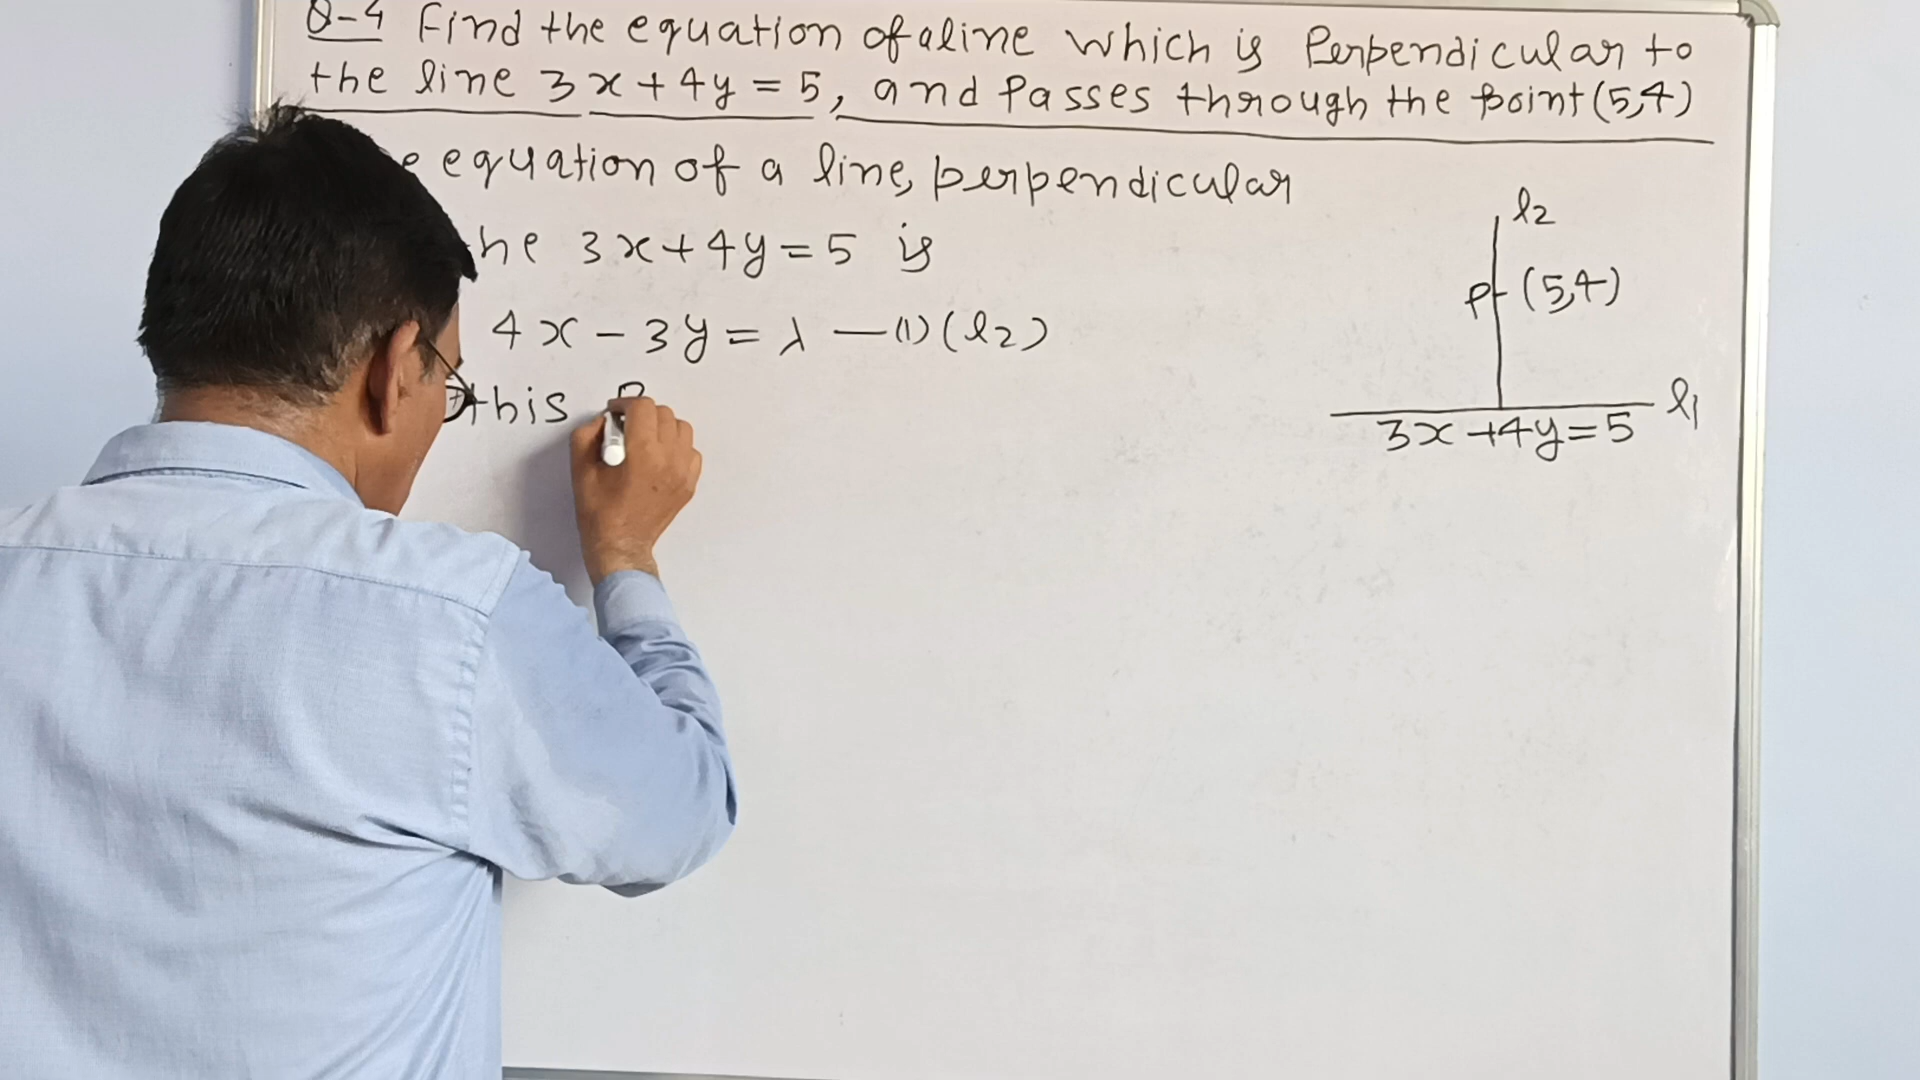 Q-4 Find the equation of a line which is Perpendicular to
the line 3x+4y=5, and Passes through the point (5,4)
equation of a line, perpendicular
3x+4y=5 is
4x-3y=λ —(1) (l2)
this
l2
P (5,4)
l1
3x+4y=5